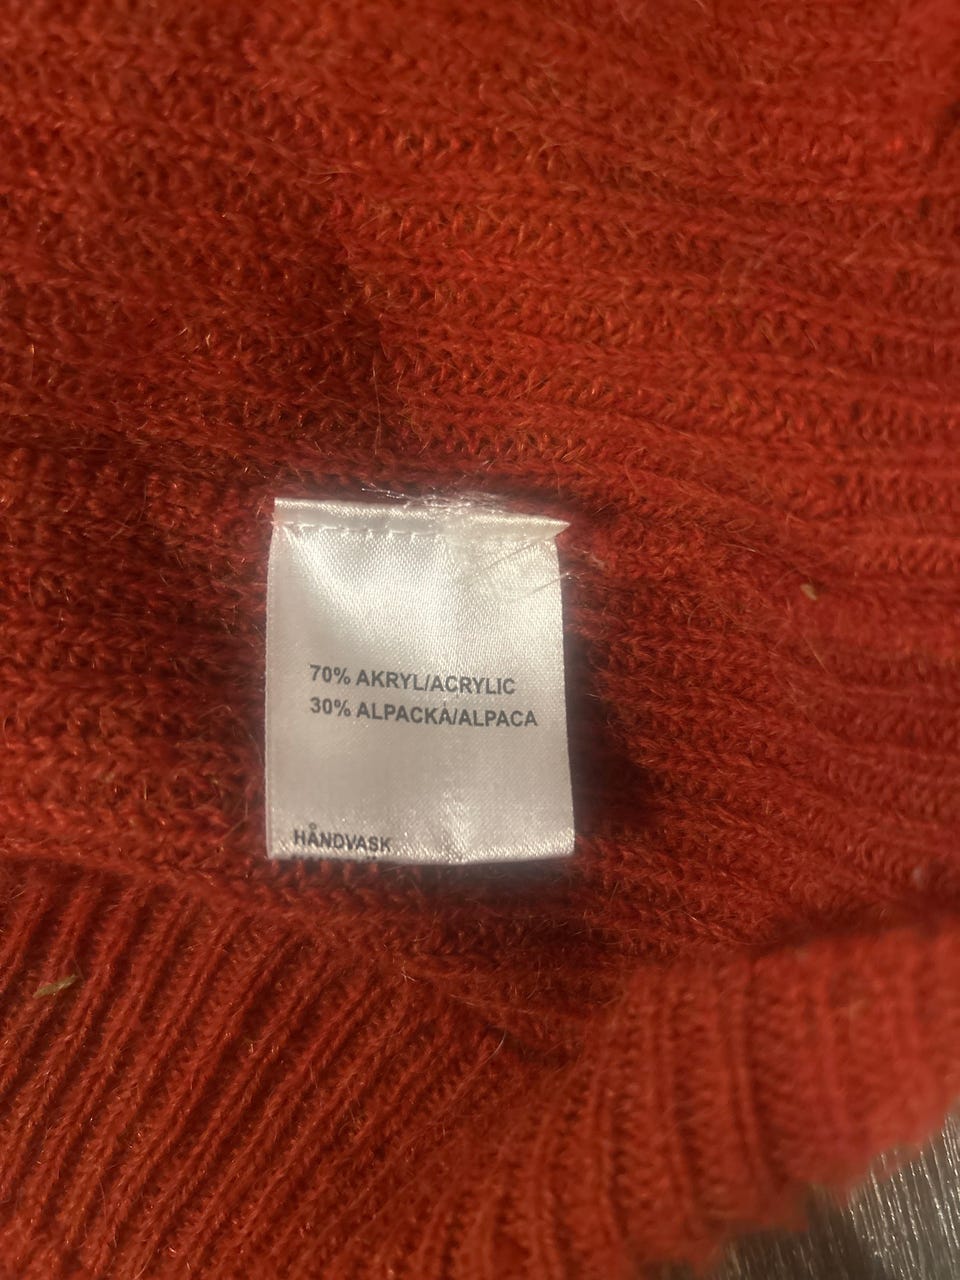 70% AKRYL/ACRYLIC
30% ALPACKA/ALPACA
HÅNDVASK